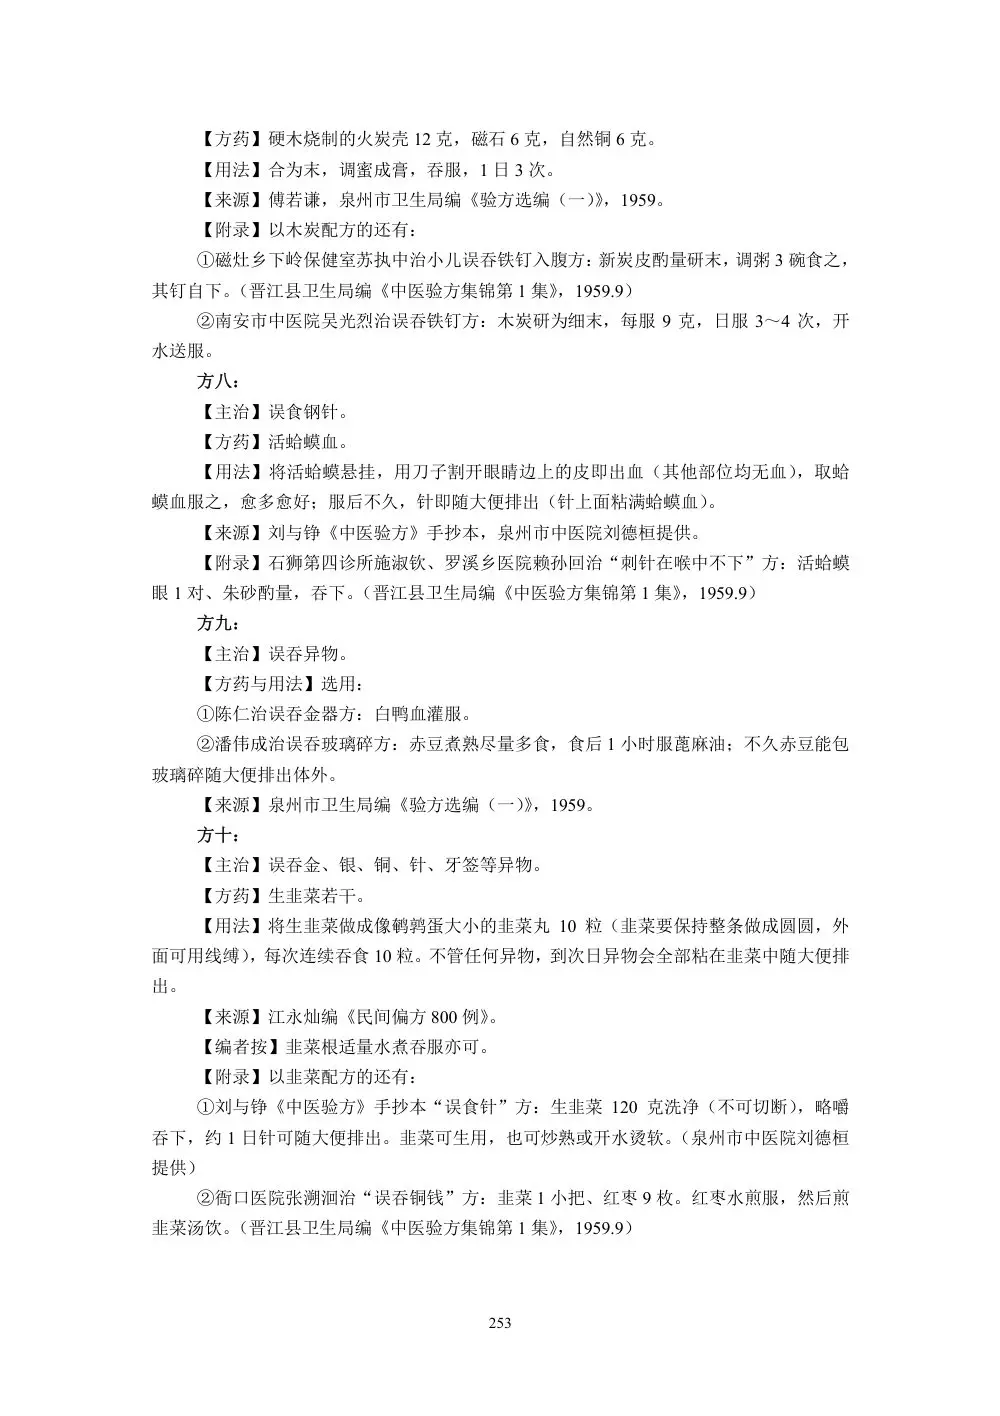 【方药】硬木烧制的火炭壳 12 克，磁石 6 克，自然铜 6 克。
【用法】合为末，调蜜成膏，吞服，1 日 3 次。
【来源】傅若谦，泉州市卫生局编《验方选编（一）》，1959。
【附录】以木炭配方的还有：
①磁灶乡下岭保健室苏执中治小儿误吞铁钉入腹方：新炭皮酌量研末，调粥 3 碗食之，
其钉自下。（晋江县卫生局编《中医验方集锦第 1 集》，1959.9）
②南安市中医院吴光烈治误吞铁钉方：木炭研为细末，每服 9 克，日服 3～4 次，开
水送服。
方八：
【主治】误食钢针。
【方药】活蛤蟆血。
【用法】将活蛤蟆悬挂，用刀子割开眼睛边上的皮即出血（其他部位均无血），取蛤
蟆血服之，愈多愈好；服后不久，针即随大便排出（针上面粘满蛤蟆血）。
【来源】刘与铮《中医验方》手抄本，泉州市中医院刘德桓提供。
【附录】石狮第四诊所施淑钦、罗溪乡医院赖孙回治“刺针在喉中不下”方：活蛤蟆
眼 1 对、朱砂酌量，吞下。（晋江县卫生局编《中医验方集锦第 1 集》，1959.9）
方九：
【主治】误吞异物。
【方药与用法】选用：
①陈仁治误吞金器方：白鸭血灌服。
②潘伟成治误吞玻璃碎方：赤豆煮熟尽量多食，食后 1 小时服蓖麻油；不久赤豆能包
玻璃碎随大便排出体外。
【来源】泉州市卫生局编《验方选编（一）》，1959。
方十：
【主治】误吞金、银、铜、针、牙签等异物。
【方药】生韭菜若干。
【用法】将生韭菜做成像鹌鹑蛋大小的韭菜丸 10 粒（韭菜要保持整条做成圆圆，外
面可用线缚），每次连续吞食 10 粒。不管任何异物，到次日异物会全部粘在韭菜中随大便排
出。
【来源】江永灿编《民间偏方 800 例》。
【编者按】韭菜根适量水煮吞服亦可。
【附录】以韭菜配方的还有：
①刘与铮《中医验方》手抄本“误食针”方：生韭菜 120 克洗净（不可切断），略嚼
吞下，约 1 日针可随大便排出。韭菜可生用，也可炒熟或开水烫软。（泉州市中医院刘德桓
提供）
②衙口医院张溯洄治“误吞铜钱”方：韭菜 1 小把、红枣 9 枚。红枣水煎服，然后煎
韭菜汤饮。（晋江县卫生局编《中医验方集锦第 1 集》，1959.9）
253